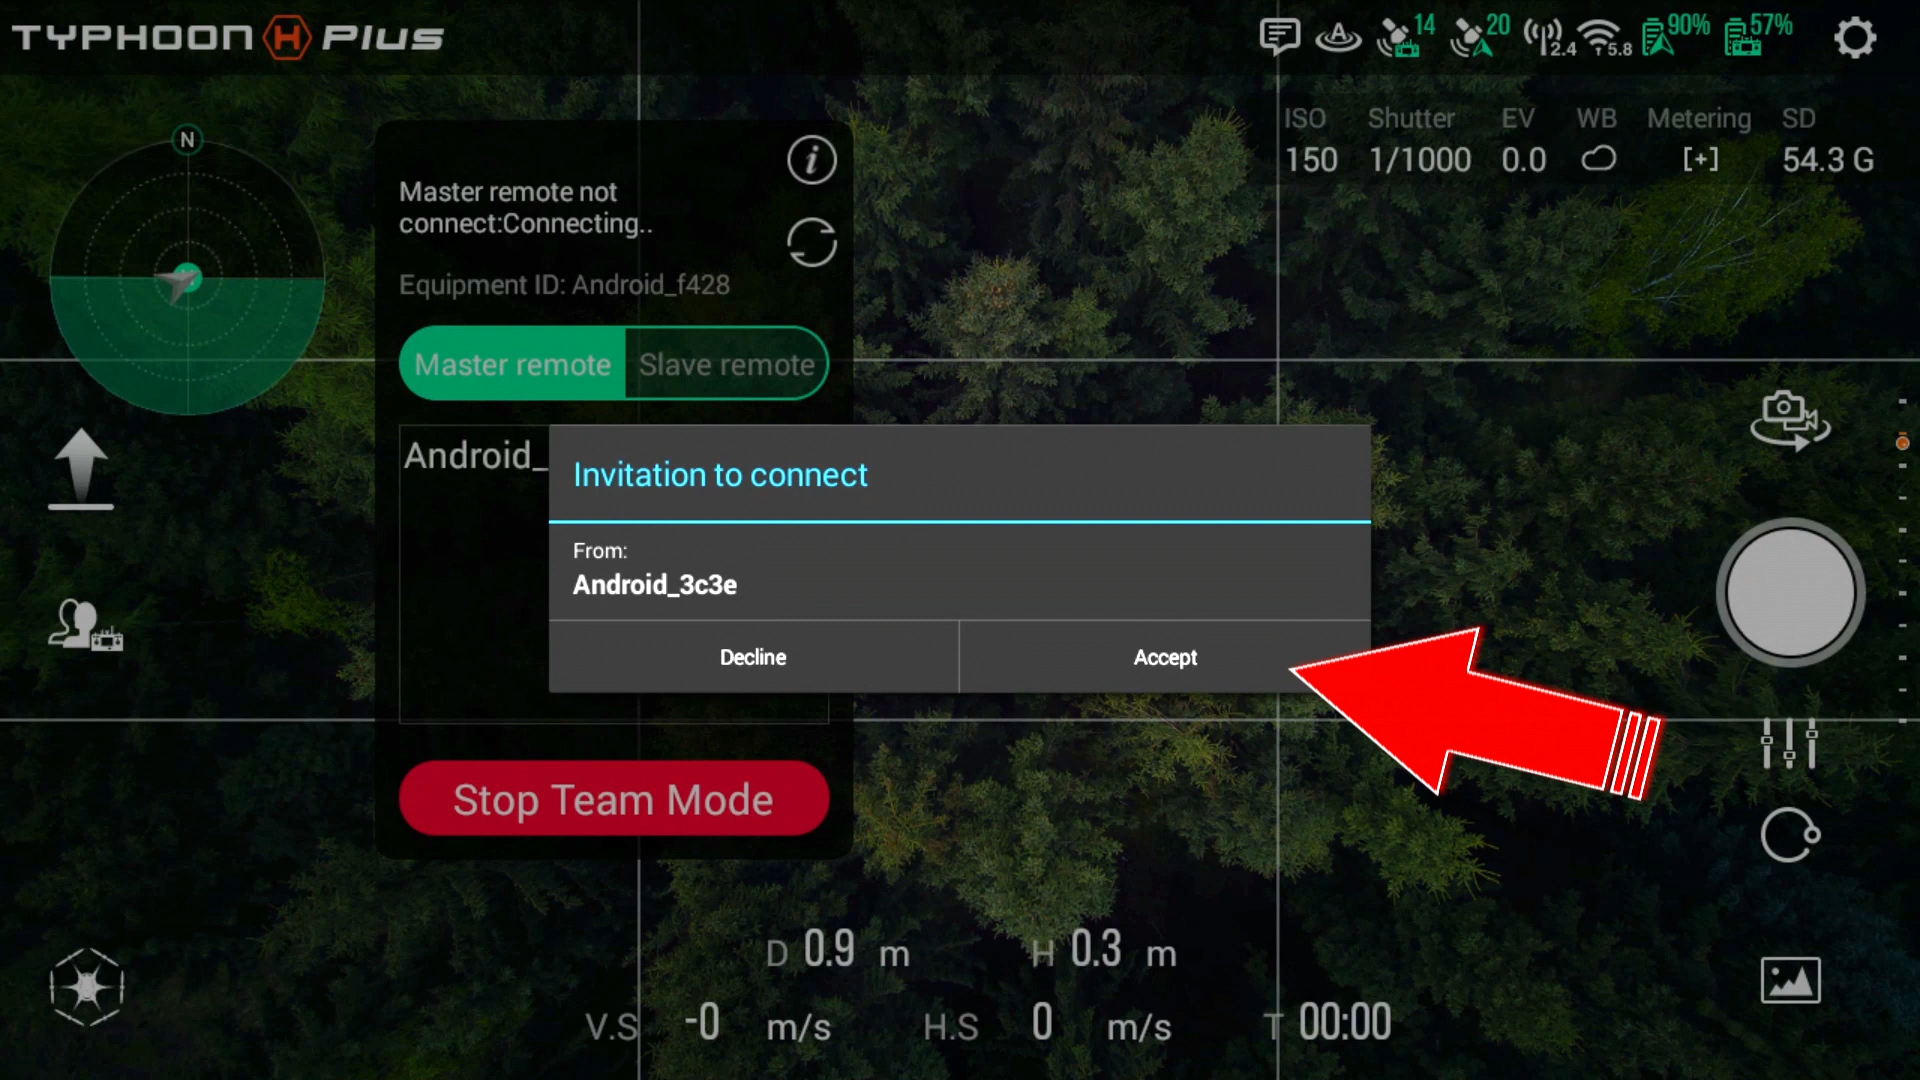 TYPHOON H Plus
14
20
2.4
5.8
90%
57%
ISO Shutter EV WB Metering SD
150 1/1000 0.0 [+] 54.3 G
N
Master remote not
connect:Connecting..
Equipment ID: Android_f428
Master remote Slave remote
Android_
Invitation to connect
From:
Android_3c3e
Decline Accept
Stop Team Mode
D 0.9 m H 0.3 m
V.S -0 m/s H.S 0 m/s T 00:00